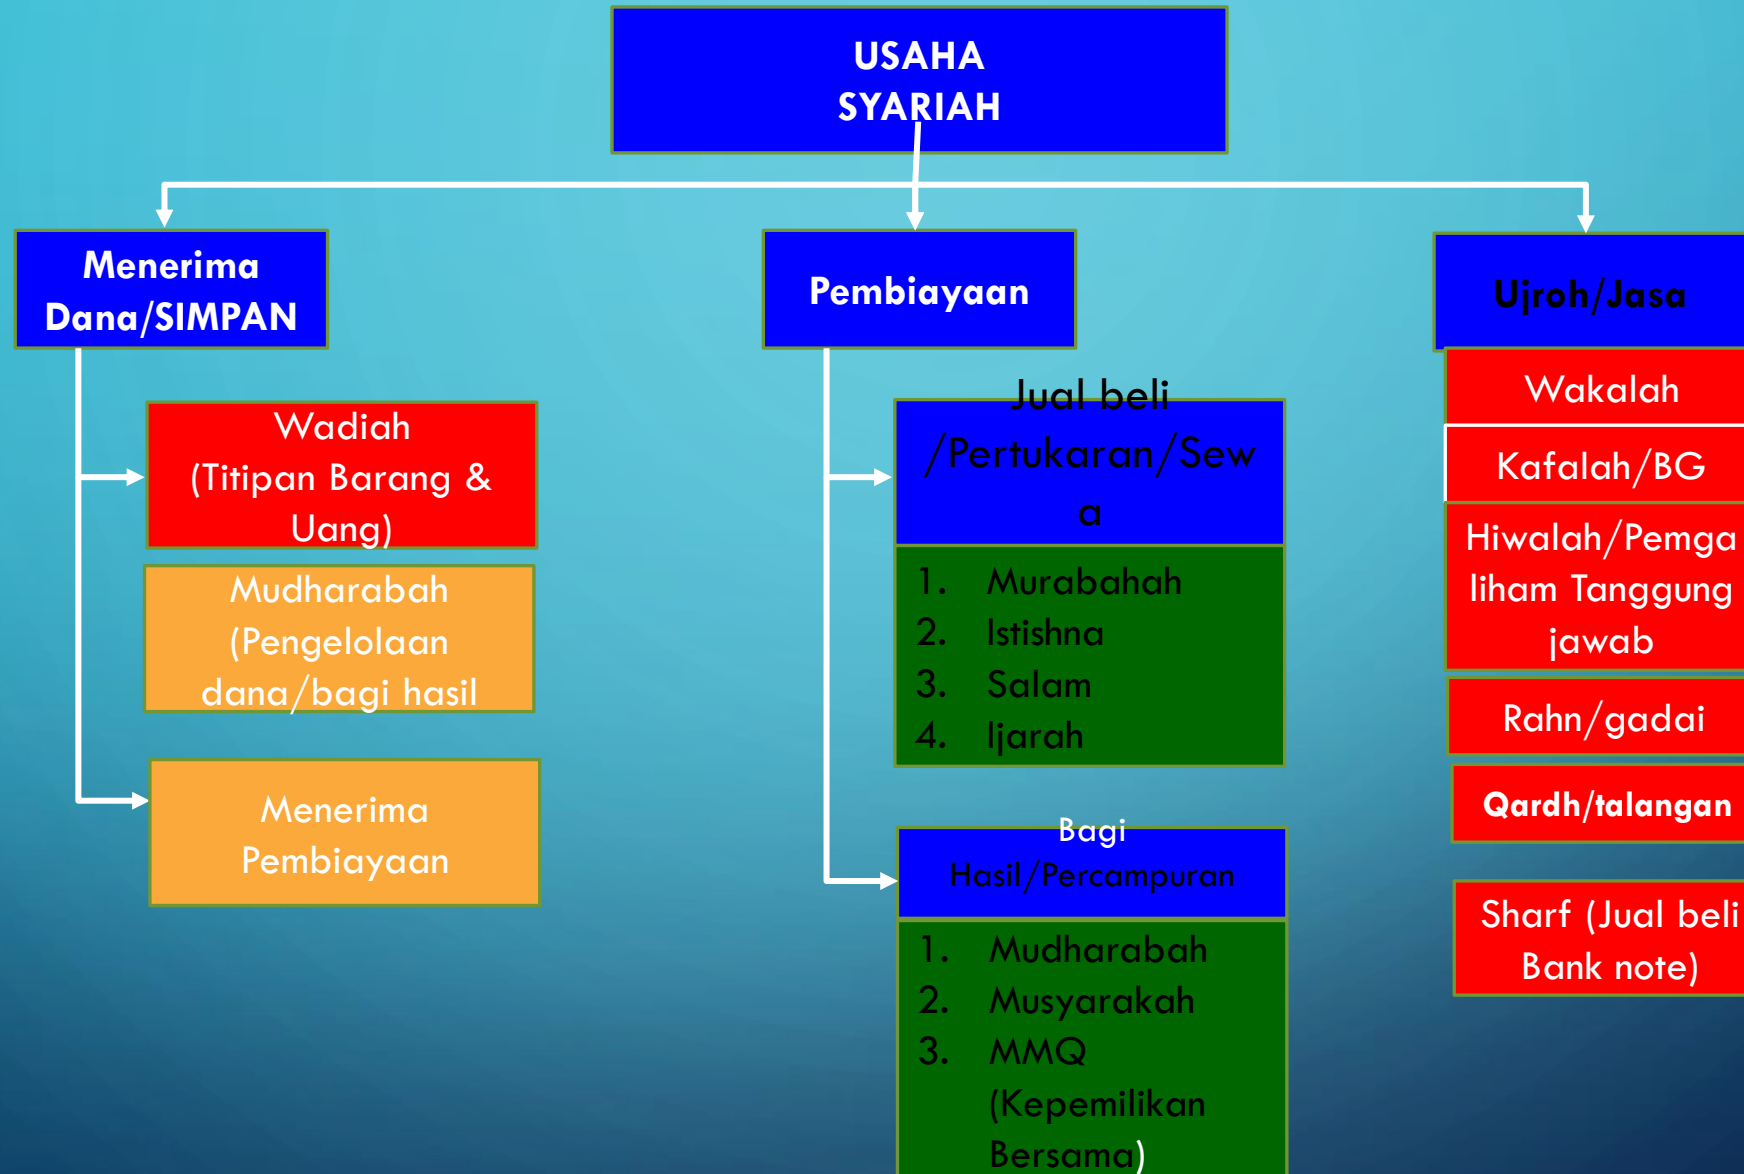 USAHA
SYARIAH
Menerima
Dana/SIMPAN
Wadiah
(Titipan Barang &
Uang)
Mudharabah
(Pengelolaan
dana/bagi hasil
Menerima
Pembiayaan
Pembiayaan
Jual beli
/Pertukaran/Sew
a
1. Murabahah
2. Istishna
3. Salam
4. Ijarah
Bagi
Hasil/Percampuran
1. Mudharabah
2. Musyarakah
3. MMQ
(Kepemilikan
Bersama)
Ujroh/Jasa
Wakalah
Kafalah/BG
Hiwalah/Pemga
liham Tanggung
jawab
Rahn/gadai
Qardh/talangan
Sharf (Jual beli
Bank note)